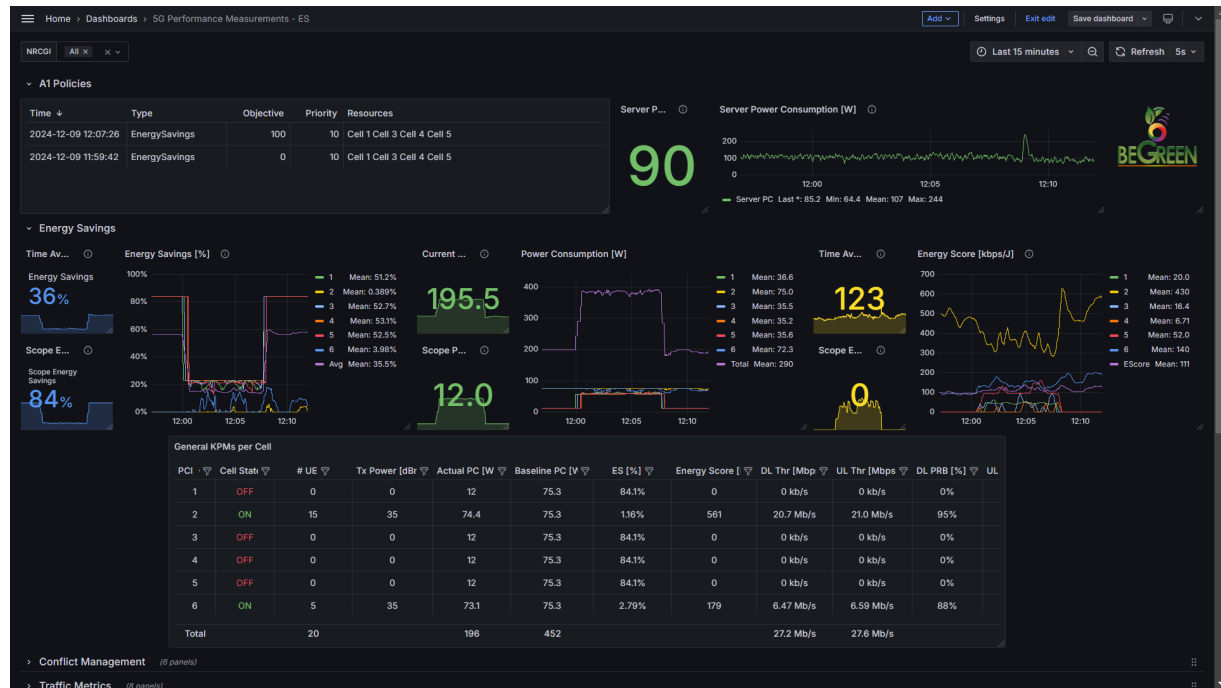 Home › Dashboards › 5G Performance Measurements - ES
Add
Settings
Exit edit
Save dashboard
NRCGI
All ×
Last 15 minutes
Refresh 5s
A1 Policies
Time ↓ Type Objective Priority Resources
2024-12-09 12:07:26 EnergySavings 100 10 Cell 1 Cell 3 Cell 4 Cell 5
2024-12-09 11:59:42 EnergySavings 0 10 Cell 1 Cell 3 Cell 4 Cell 5
Server P...
90
Server Power Consumption [W]
200
100
0
12:00 12:05 12:10
Server PC Last *: 85.2 Min: 64.4 Mean: 107 Max: 244
BEGREEN
Energy Savings
Time Av...
Energy Savings
36%
Scope E...
Scope Energy
Savings
84%
Energy Savings [%]
100%
80%
60%
40%
20%
0%
12:00 12:05 12:10
1 Mean: 51.2%
2 Mean: 0.389%
3 Mean: 52.7%
4 Mean: 53.1%
5 Mean: 52.5%
6 Mean: 3.98%
Avg Mean: 35.5%
Current ...
195.5
Scope P...
12.0
Power Consumption [W]
400
300
200
100
0
12:00 12:05 12:10
1 Mean: 36.6
2 Mean: 75.0
3 Mean: 35.5
4 Mean: 35.2
5 Mean: 35.6
6 Mean: 72.3
Total Mean: 290
Time Av...
123
Scope E...
0
Energy Score [kbps/J]
700
600
500
400
300
200
100
0
12:00 12:05 12:10
1 Mean: 20.0
2 Mean: 430
3 Mean: 16.4
4 Mean: 6.71
5 Mean: 52.0
6 Mean: 140
EScore Mean: 111
General KPMs per Cell
PCI Cell State # UE Tx Power [dBr Actual PC [W Baseline PC [W ES [%] Energy Score [ DL Thr [Mbp UL Thr [Mbps DL PRB [%] UL
1 OFF 0 0 12 75.3 84.1% 0 0 kb/s 0 kb/s 0%
2 ON 15 35 74.4 75.3 1.16% 561 20.7 Mb/s 21.0 Mb/s 95%
3 OFF 0 0 12 75.3 84.1% 0 0 kb/s 0 kb/s 0%
4 OFF 0 0 12 75.3 84.1% 0 0 kb/s 0 kb/s 0%
5 OFF 0 0 12 75.3 84.1% 0 0 kb/s 0 kb/s 0%
6 ON 5 35 73.1 75.3 2.79% 179 6.47 Mb/s 6.59 Mb/s 88%
Total 20 196 452 27.2 Mb/s 27.6 Mb/s
Conflict Management (6 panels)
Traffic Metrics (8 panels)